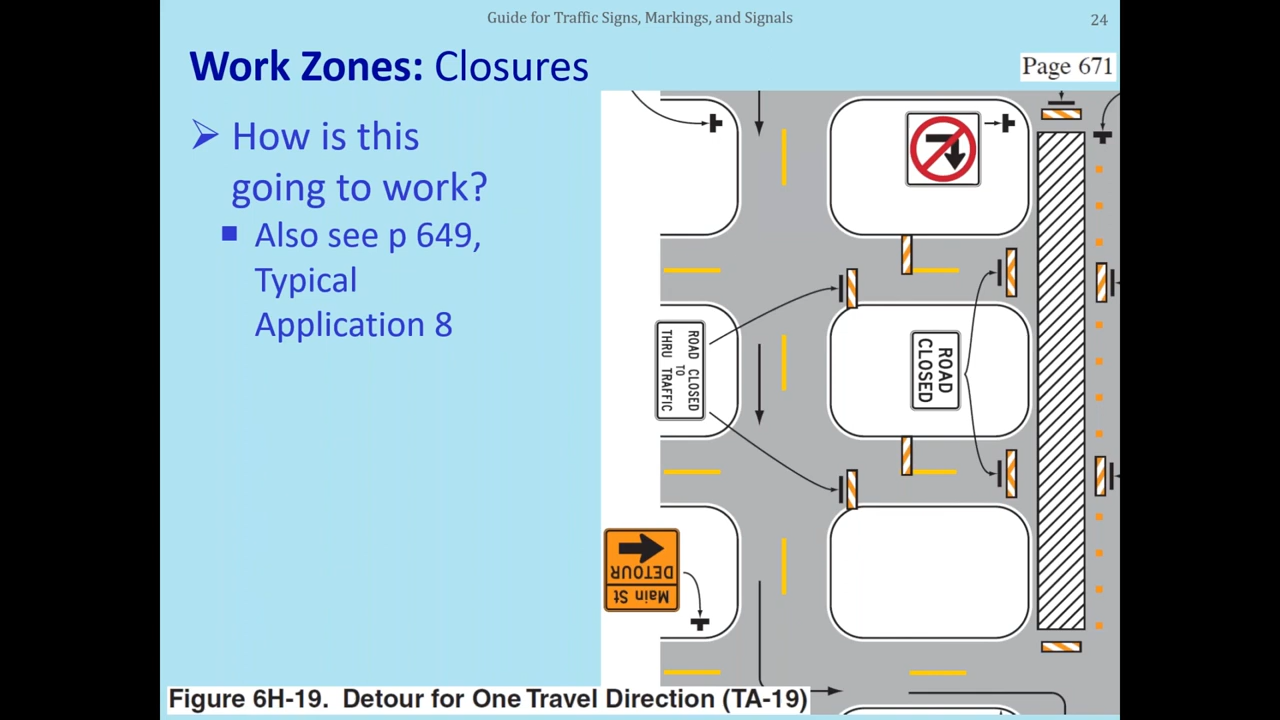 Guide for Traffic Signs, Markings, and Signals
24
Work Zones: Closures
Page 671
➢ How is this
going to work?
▪ Also see p 649,
Typical
Application 8
ROAD CLOSED
TO
THRU TRAFFIC
ROAD
CLOSED
Main St
DETOUR
Figure 6H-19. Detour for One Travel Direction (TA-19)